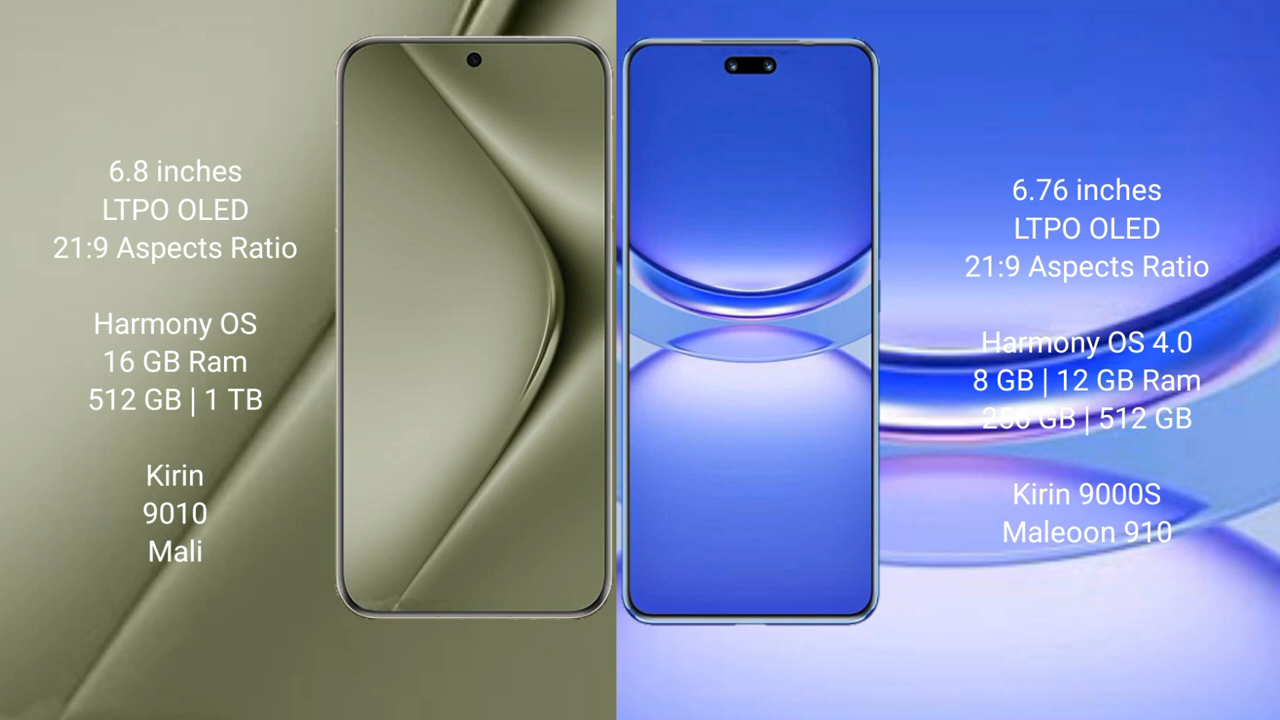 6.8 inches
LTPO OLED
21:9 Aspects Ratio
Harmony OS
16 GB Ram
512 GB | 1 TB
Kirin
9010
Mali
6.76 inches
LTPO OLED
21:9 Aspects Ratio
Harmony OS 4.0
8 GB | 12 GB Ram
256 GB | 512 GB
Kirin 9000S
Maleoon 910